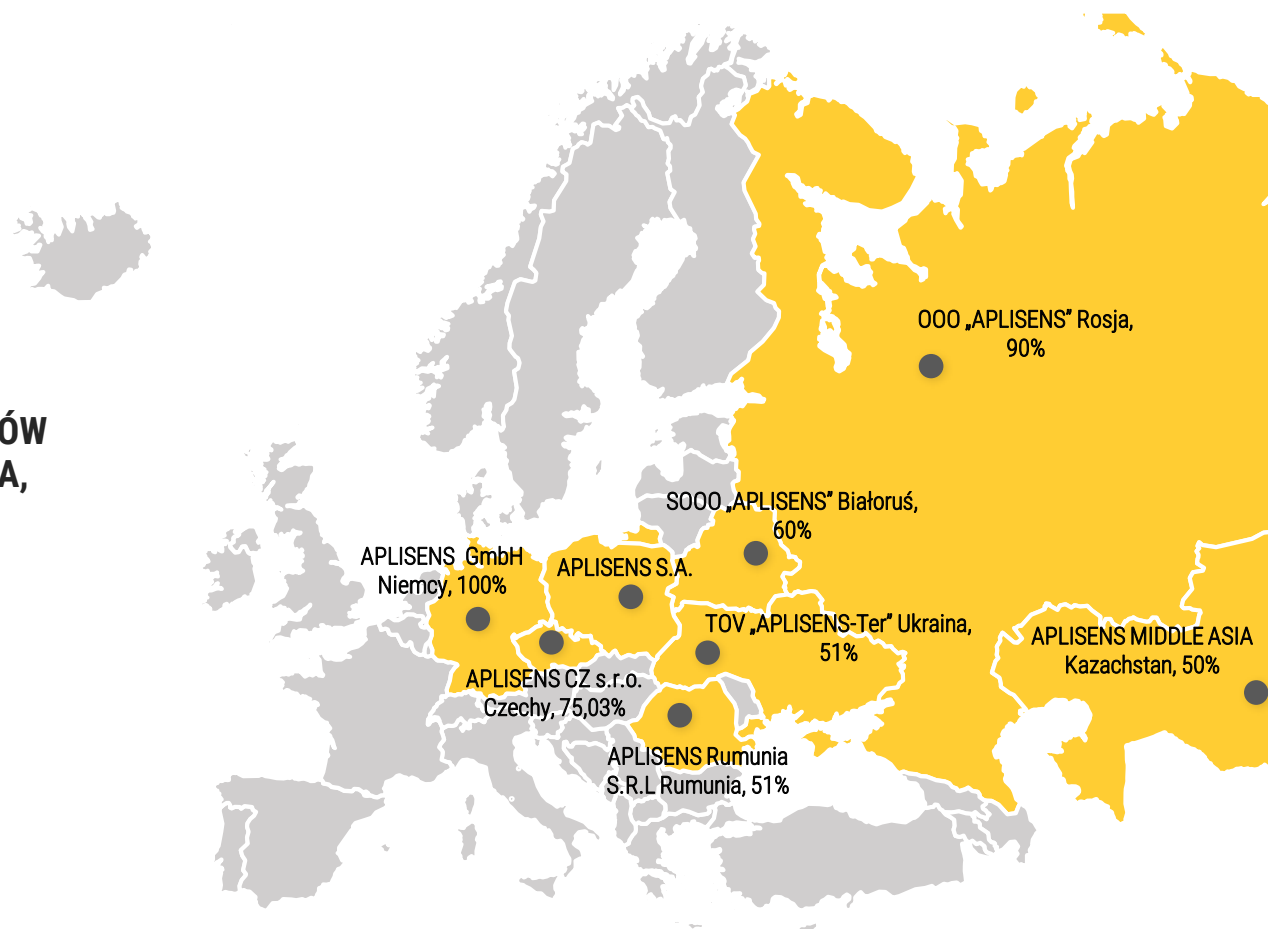 ÓW
A,
OOO „APLISENS” Rosja,
90%
SOOO „APLISENS” Białoruś,
60%
APLISENS GmbH
Niemcy, 100%
APLISENS S.A.
TOV „APLISENS-Ter” Ukraina,
51%
APLISENS MIDDLE ASIA
Kazachstan, 50%
APLISENS CZ s.r.o.
Czechy, 75,03%
APLISENS Rumunia
S.R.L Rumunia, 51%